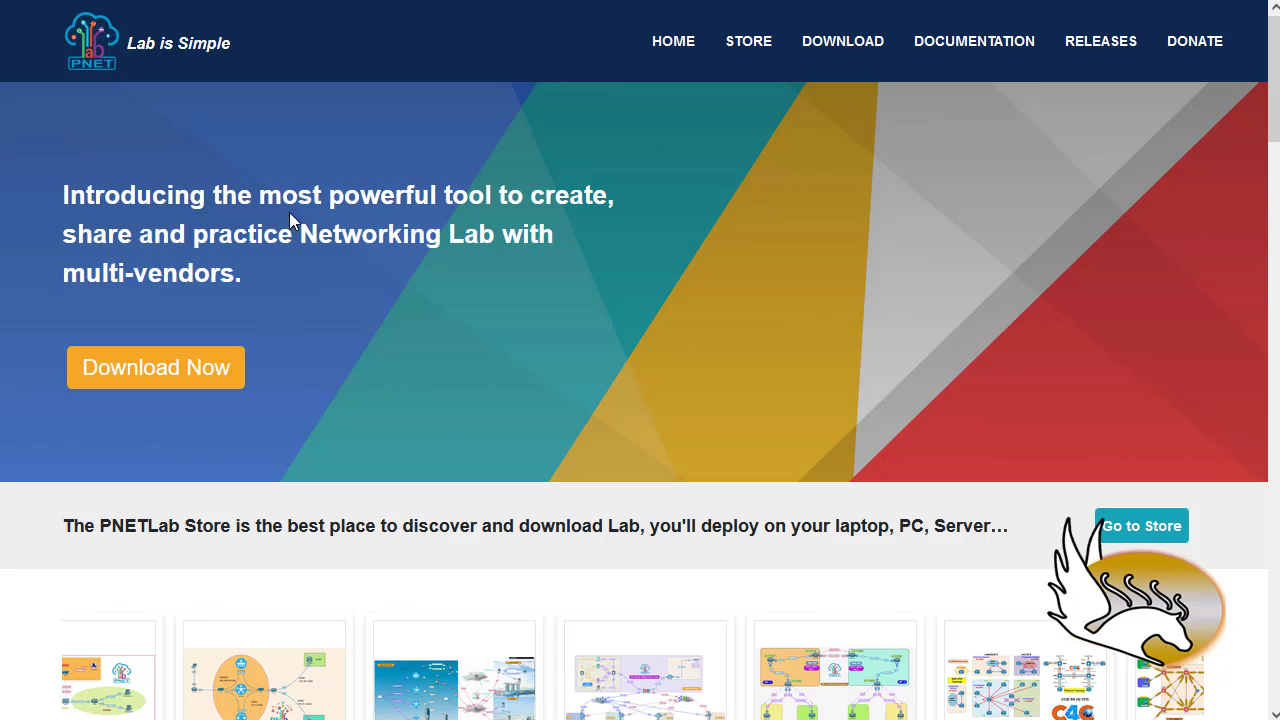 Lab is Simple
HOME STORE DOWNLOAD DOCUMENTATION RELEASES DONATE
lab
PNET
Introducing the most powerful tool to create,
share and practice Networking Lab with
multi-vendors.
Download Now
The PNETLab Store is the best place to discover and download Lab, you'll deploy on your laptop, PC, Server...
Go to Store